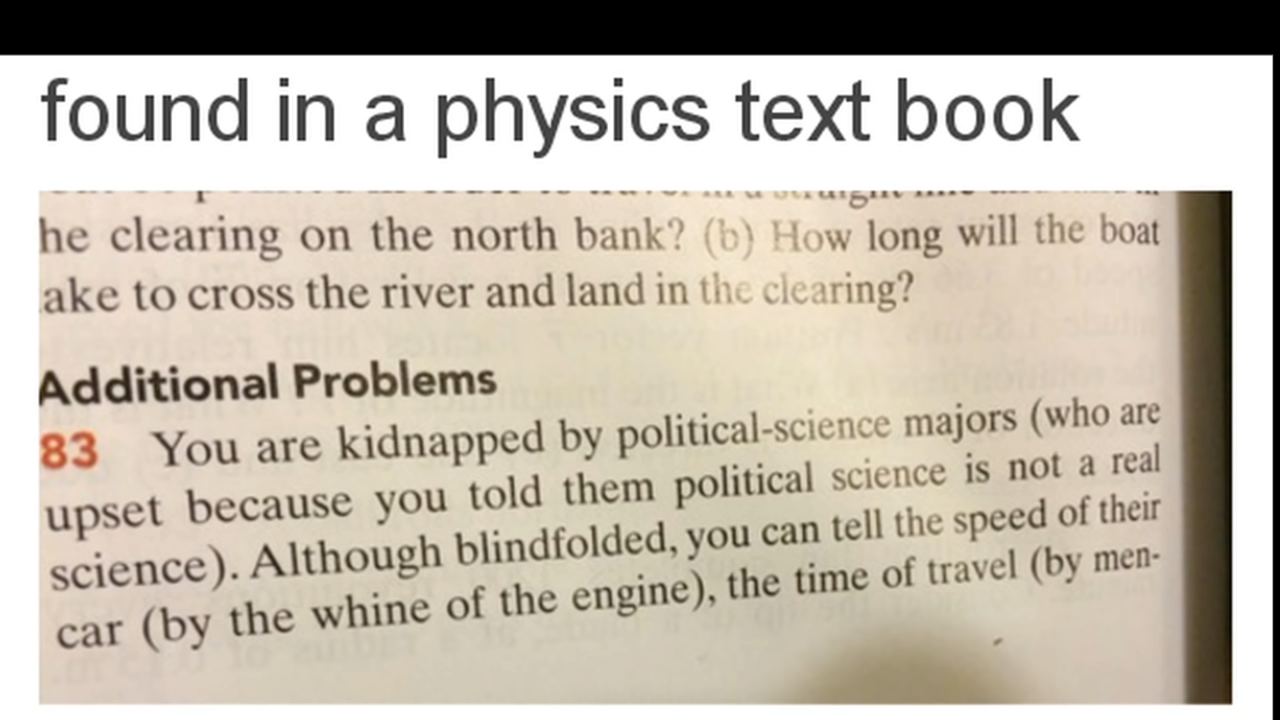 found in a physics text book
he clearing on the north bank? (b) How long will the boat
ake to cross the river and land in the clearing?
Additional Problems
83 You are kidnapped by political-science majors (who are
upset because you told them political science is not a real
science). Although blindfolded, you can tell the speed of their
car (by the whine of the engine), the time of travel (by men-